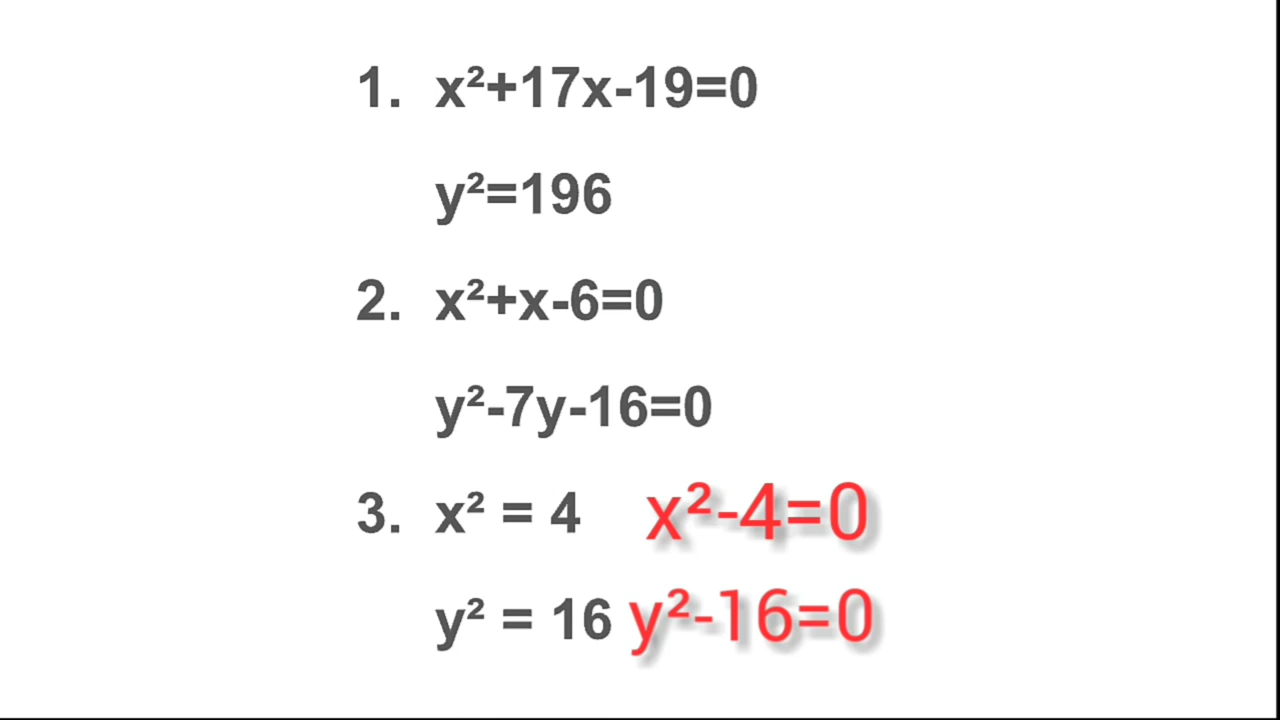 1. x²+17x-19=0
y²=196
2. x²+x-6=0
y²-7y-16=0
3. x² = 4 x²-4=0
y² = 16 y²-16=0